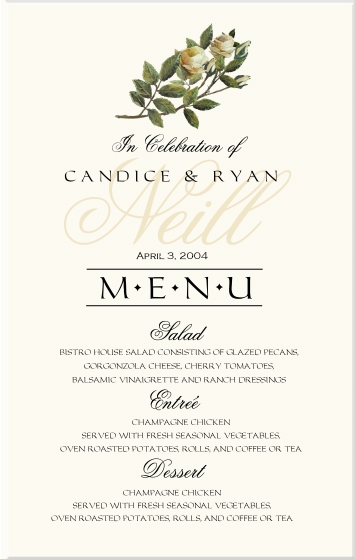 In Celebration of
CANDICE & RYAN
Neill
APRIL 3, 2004
M•E•N•U
Salad
BISTRO HOUSE SALAD CONSISTING OF GLAZED PECANS,
GORGONZOLA CHEESE, CHERRY TOMATOES,
BALSAMIC VINAIGRETTE AND RANCH DRESSINGS
Entrée
CHAMPAGNE CHICKEN
SERVED WITH FRESH SEASONAL VEGETABLES,
OVEN ROASTED POTATOES, ROLLS, AND COFFEE OR TEA
Dessert
CHAMPAGNE CHICKEN
SERVED WITH FRESH SEASONAL VEGETABLES,
OVEN ROASTED POTATOES, ROLLS, AND COFFEE OR TEA